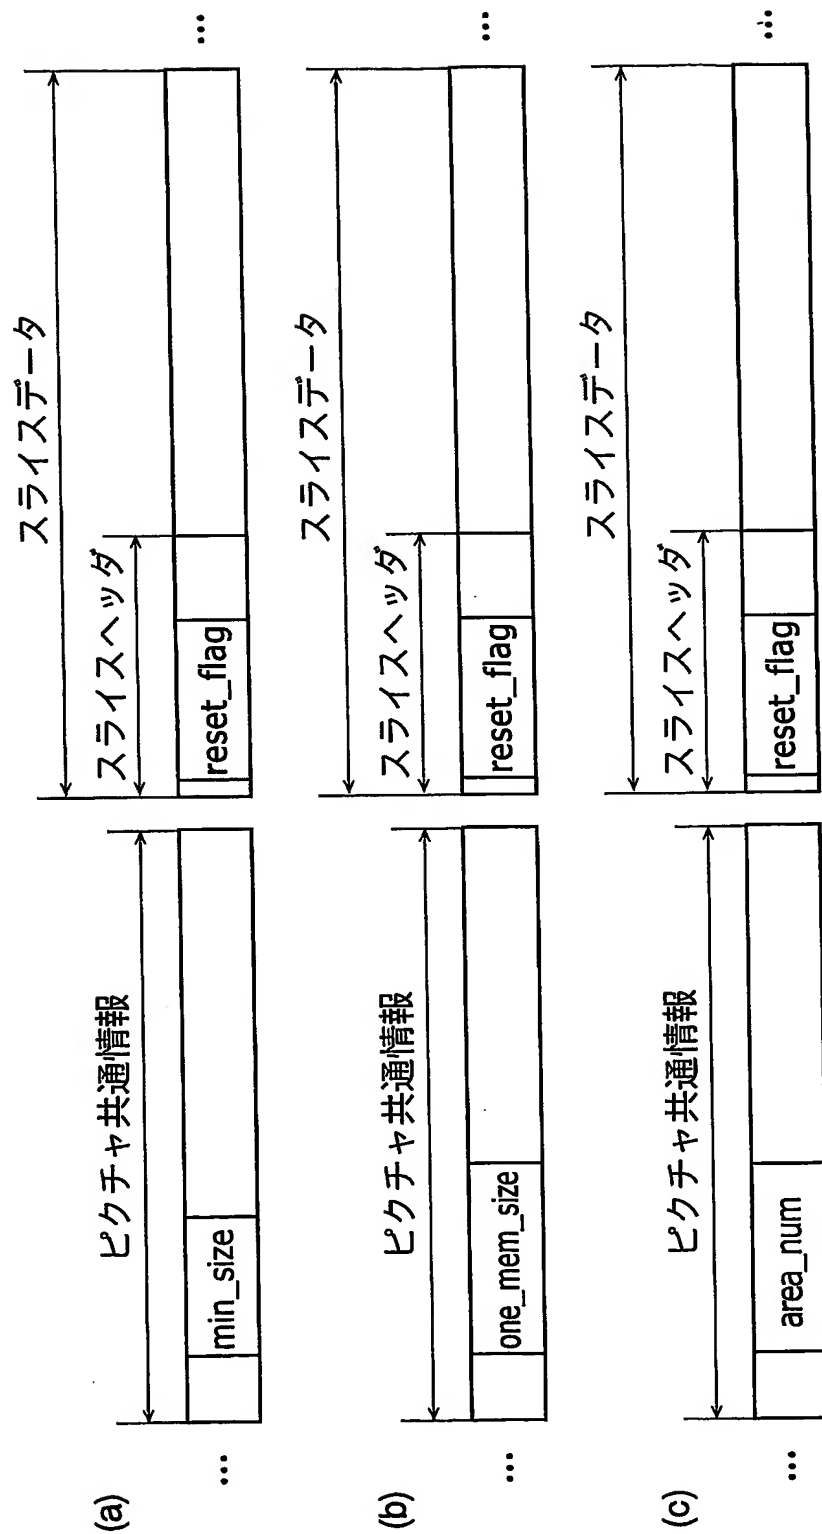 (a)
ピクチャ共通情報
スライスデータ
スライスヘッダ
... min_size reset_flag ...
(b)
ピクチャ共通情報
スライスデータ
スライスヘッダ
... one_mem_size reset_flag ...
(c)
ピクチャ共通情報
スライスデータ
スライスヘッダ
... area_num reset_flag ...